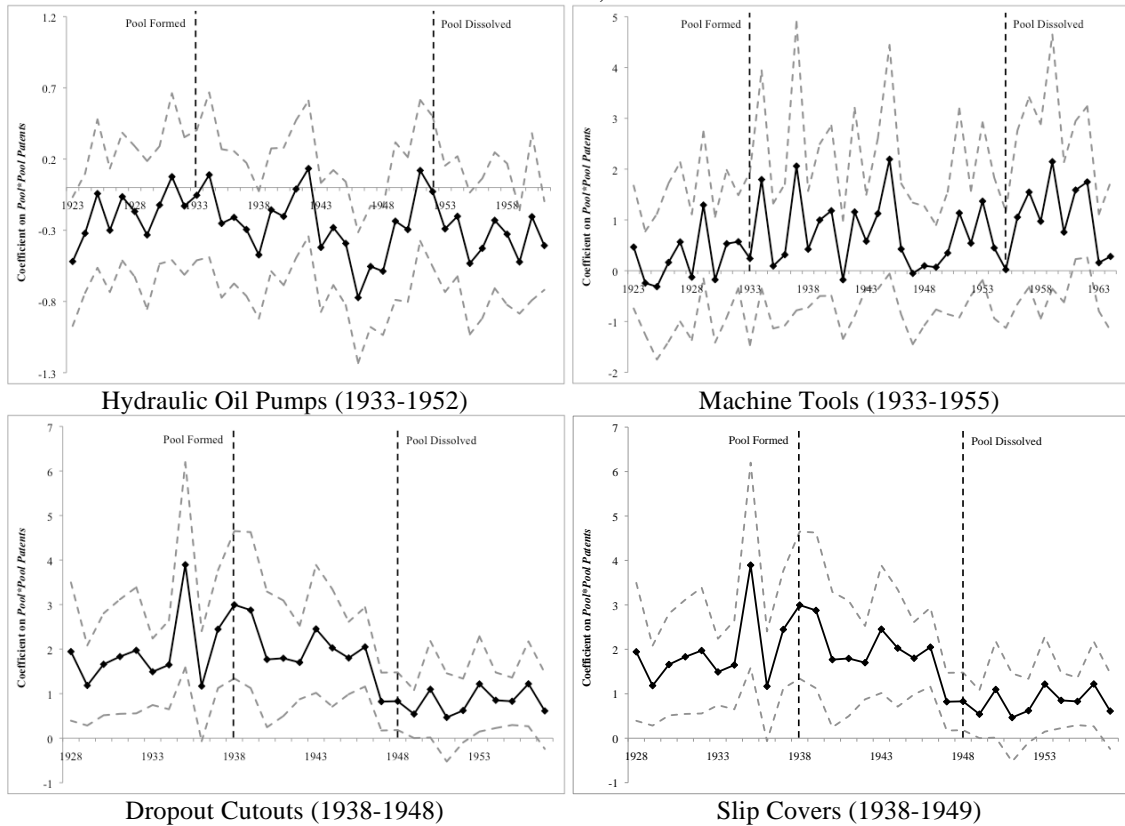 ,
1.2
0.7
0.2
-0.3
-0.8
-1.3
Coefficient on Pool*Pool Patents
Pool Formed
Pool Dissolved
1923 1928 1933 1938 1943 1948 1953 1958
Hydraulic Oil Pumps (1933-1952)
5
4
3
2
1
0
-1
-2
Coefficient on Pool*Pool Patents
Pool Formed
Pool Dissolved
1923 1928 1933 1938 1943 1948 1953 1958 1963
Machine Tools (1933-1955)
7
6
5
4
3
2
1
0
-1
Coefficient on Pool*Pool Patents
Pool Formed
Pool Dissolved
1928 1933 1938 1943 1948 1953
Dropout Cutouts (1938-1948)
7
6
5
4
3
2
1
0
-1
Coefficient on Pool*Pool Patents
Pool Formed
Pool Dissolved
1928 1933 1938 1943 1948 1953
Slip Covers (1938-1949)